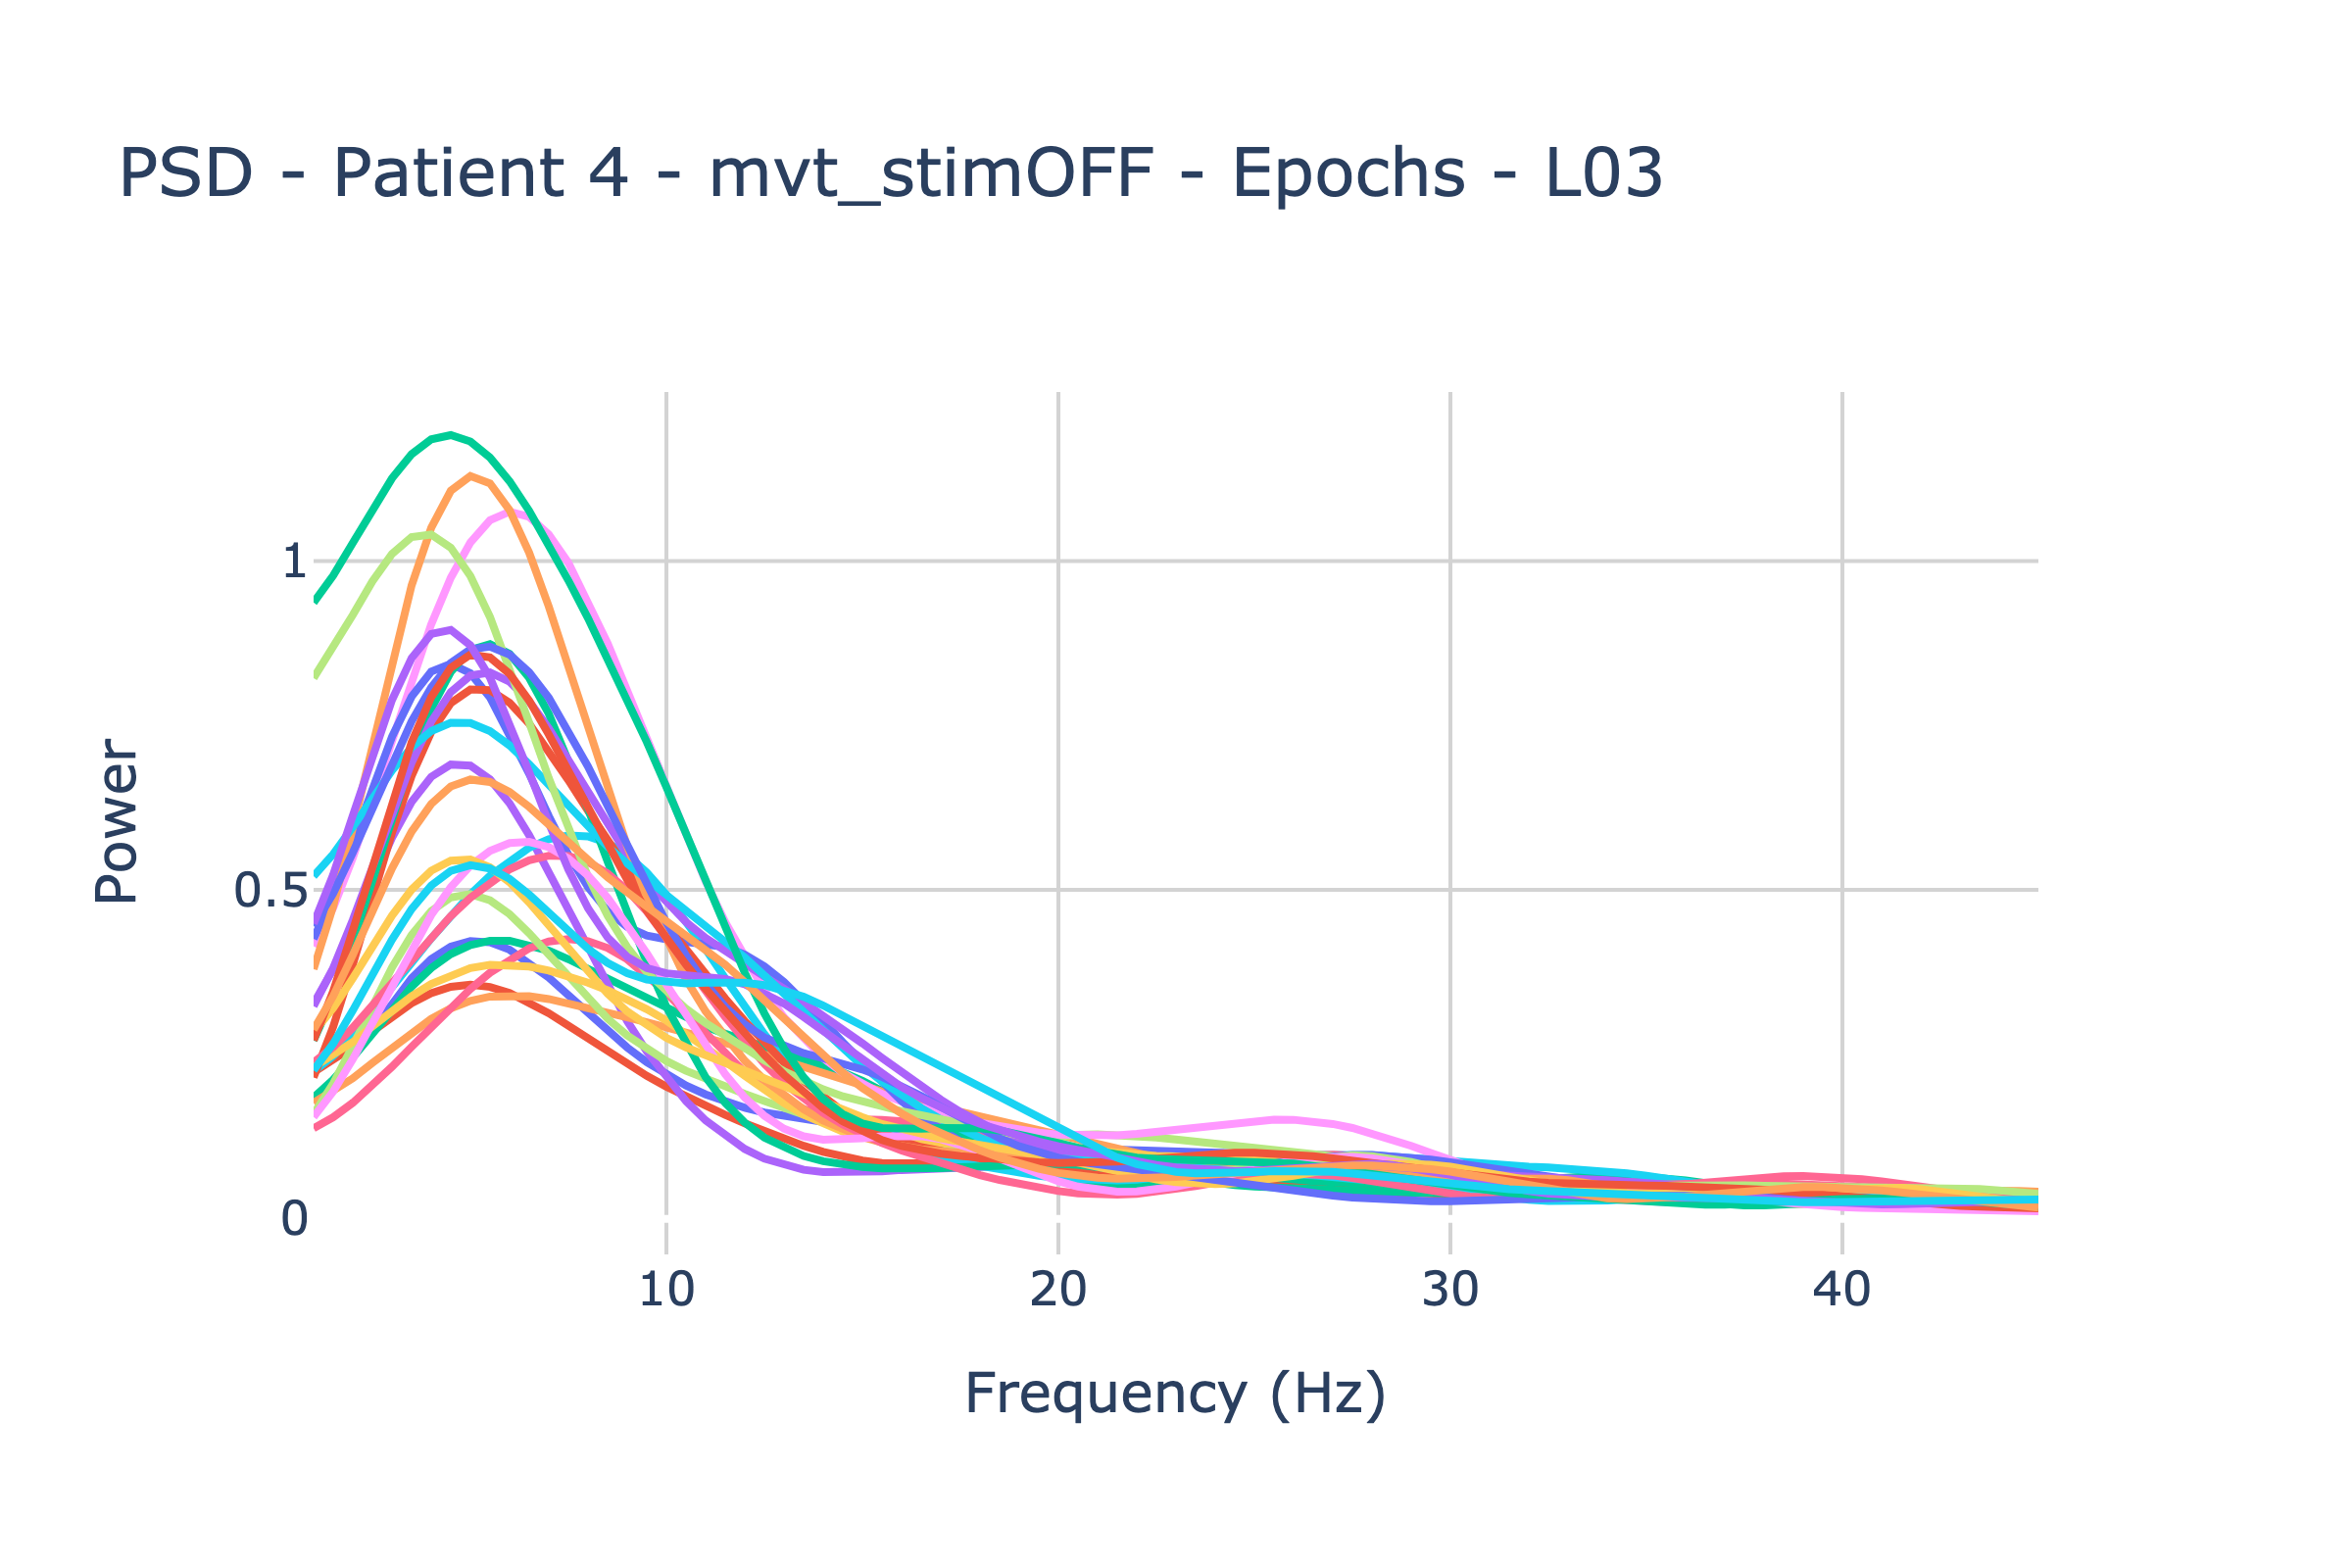 PSD - Patient 4 - mvt_stimOFF - Epochs - L03
1
0.5
0
Power
10 20 30 40
Frequency (Hz)